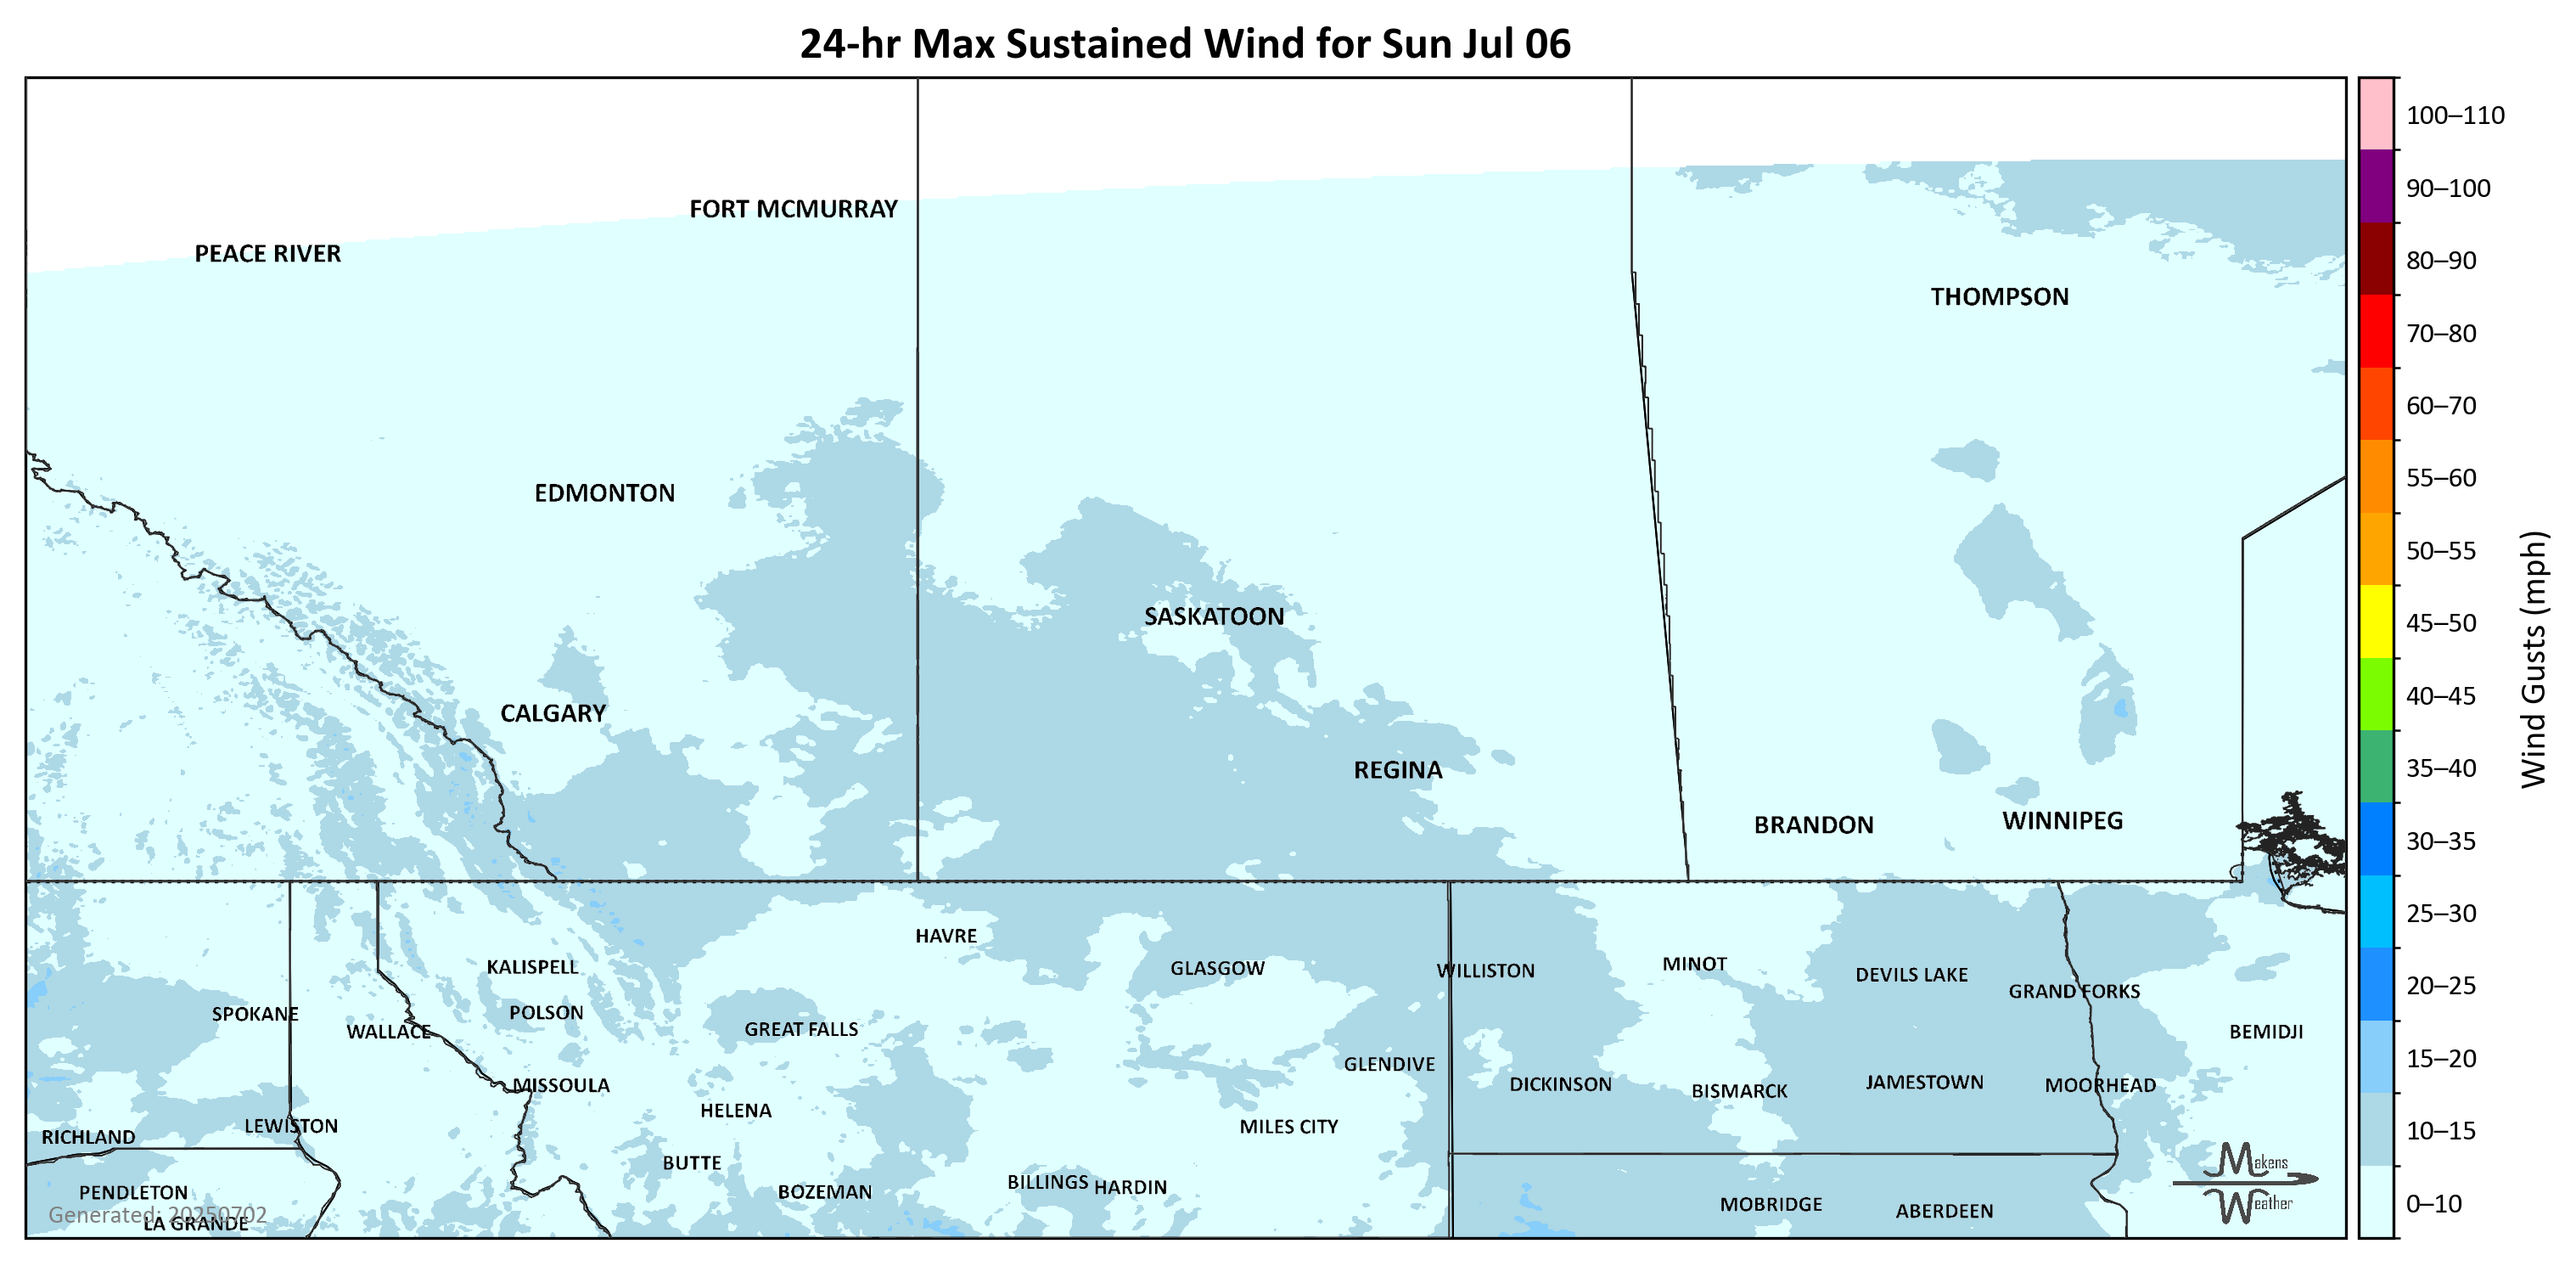 24-hr Max Sustained Wind for Sun Jul 06
100–110
90–100
80–90
70–80
60–70
55–60
50–55
45–50
40–45
35–40
30–35
25–30
20–25
15–20
10–15
0–10
Wind Gusts (mph)
FORT MCMURRAY
PEACE RIVER
THOMPSON
EDMONTON
SASKATOON
CALGARY
REGINA
BRANDON
WINNIPEG
HAVRE
KALISPELL
GLASGOW
WILLISTON
MINOT
DEVILS LAKE
GRAND FORKS
SPOKANE
POLSON
WALLACE
GREAT FALLS
BEMIDJI
GLENDIVE
MISSOULA
DICKINSON
BISMARCK
JAMESTOWN
MOORHEAD
HELENA
LEWISTON
MILES CITY
RICHLAND
BUTTE
PENDLETON
BOZEMAN
BILLINGS
HARDIN
MOBRIDGE
ABERDEEN
LA GRANDE
Generated: 20250702
Makens
Weather